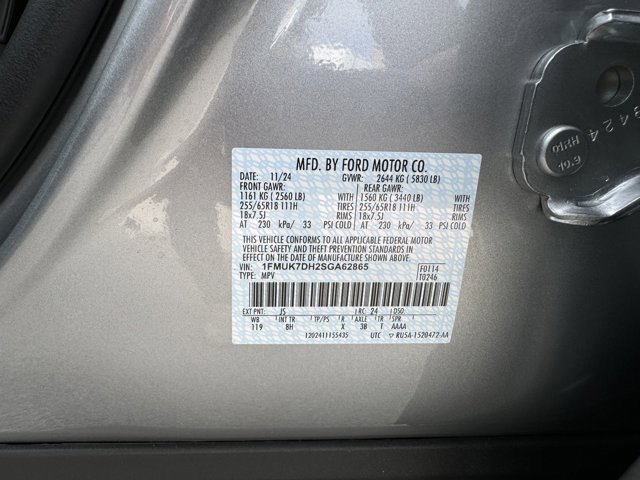 MFD. BY FORD MOTOR CO.
DATE: 11/24 GVWR: 2644 KG ( 5830 LB)
FRONT GAWR: REAR GAWR:
1161 KG ( 2560 LB) WITH 1560 KG ( 3440 LB) WITH
255/65R18 111H TIRES 255/65R18 111H TIRES
18x7.5J RIMS 18x7.5J RIMS
AT 230 kPa/ 33 PSI COLD AT 230 kPa/ 33 PSI COLD
THIS VEHICLE CONFORMS TO ALL APPLICABLE FEDERAL MOTOR
VEHICLE SAFETY AND THEFT PREVENTION STANDARDS IN
EFFECT ON THE DATE OF MANUFACTURE SHOWN ABOVE.
VIN: 1FMUK7DH2SGA62865 F0114
TYPE: MPV T0246
EXT PNT: JS RC: 24 DSO:
WB INT TR TP/PS R AXLE TR SPR
119 8H X 3B T AAAA
1202411155435 UTC ▽ RU5A-1520472-AA
9424